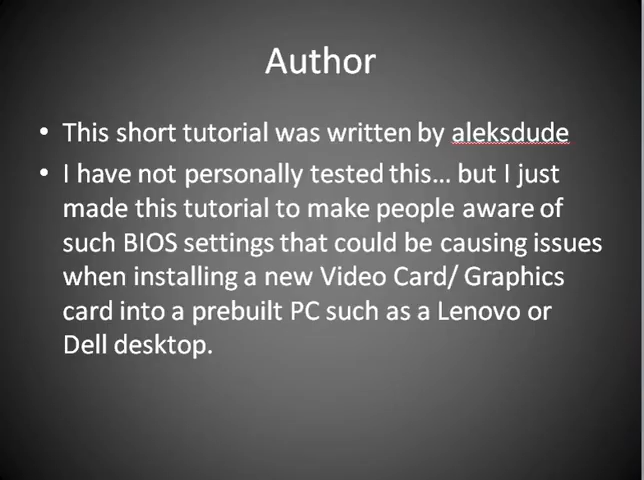 Author
• This short tutorial was written by aleksdude
• I have not personally tested this... but I just
made this tutorial to make people aware of
such BIOS settings that could be causing issues
when installing a new Video Card/ Graphics
card into a prebuilt PC such as a Lenovo or
Dell desktop.